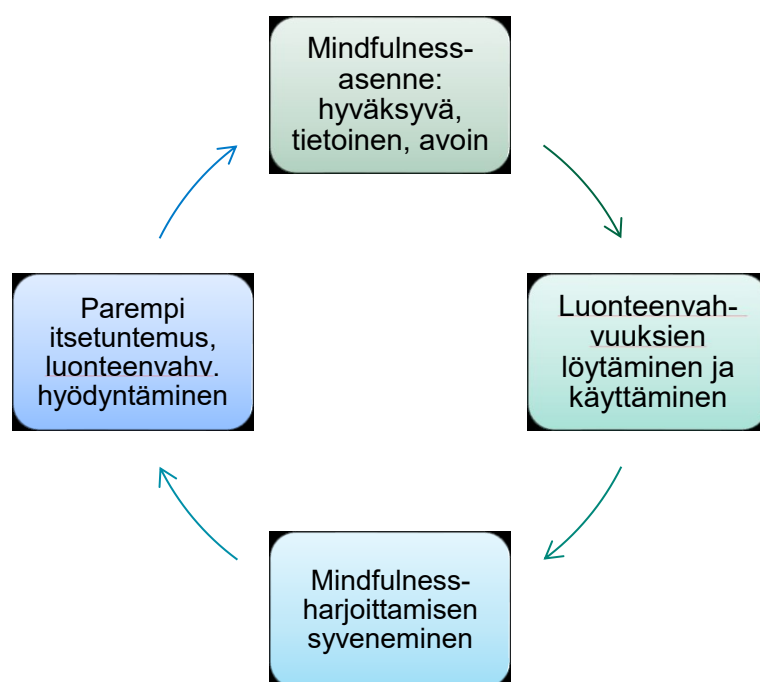 Mindfulness-
asenne:
hyväksyvä,
tietoinen, avoin
Luonteenvah-
vuuksien
löytäminen ja
käyttäminen
Mindfulness-
harjoittamisen
syveneminen
Parempi
itsetuntemus,
luonteenvahv.
hyödyntäminen